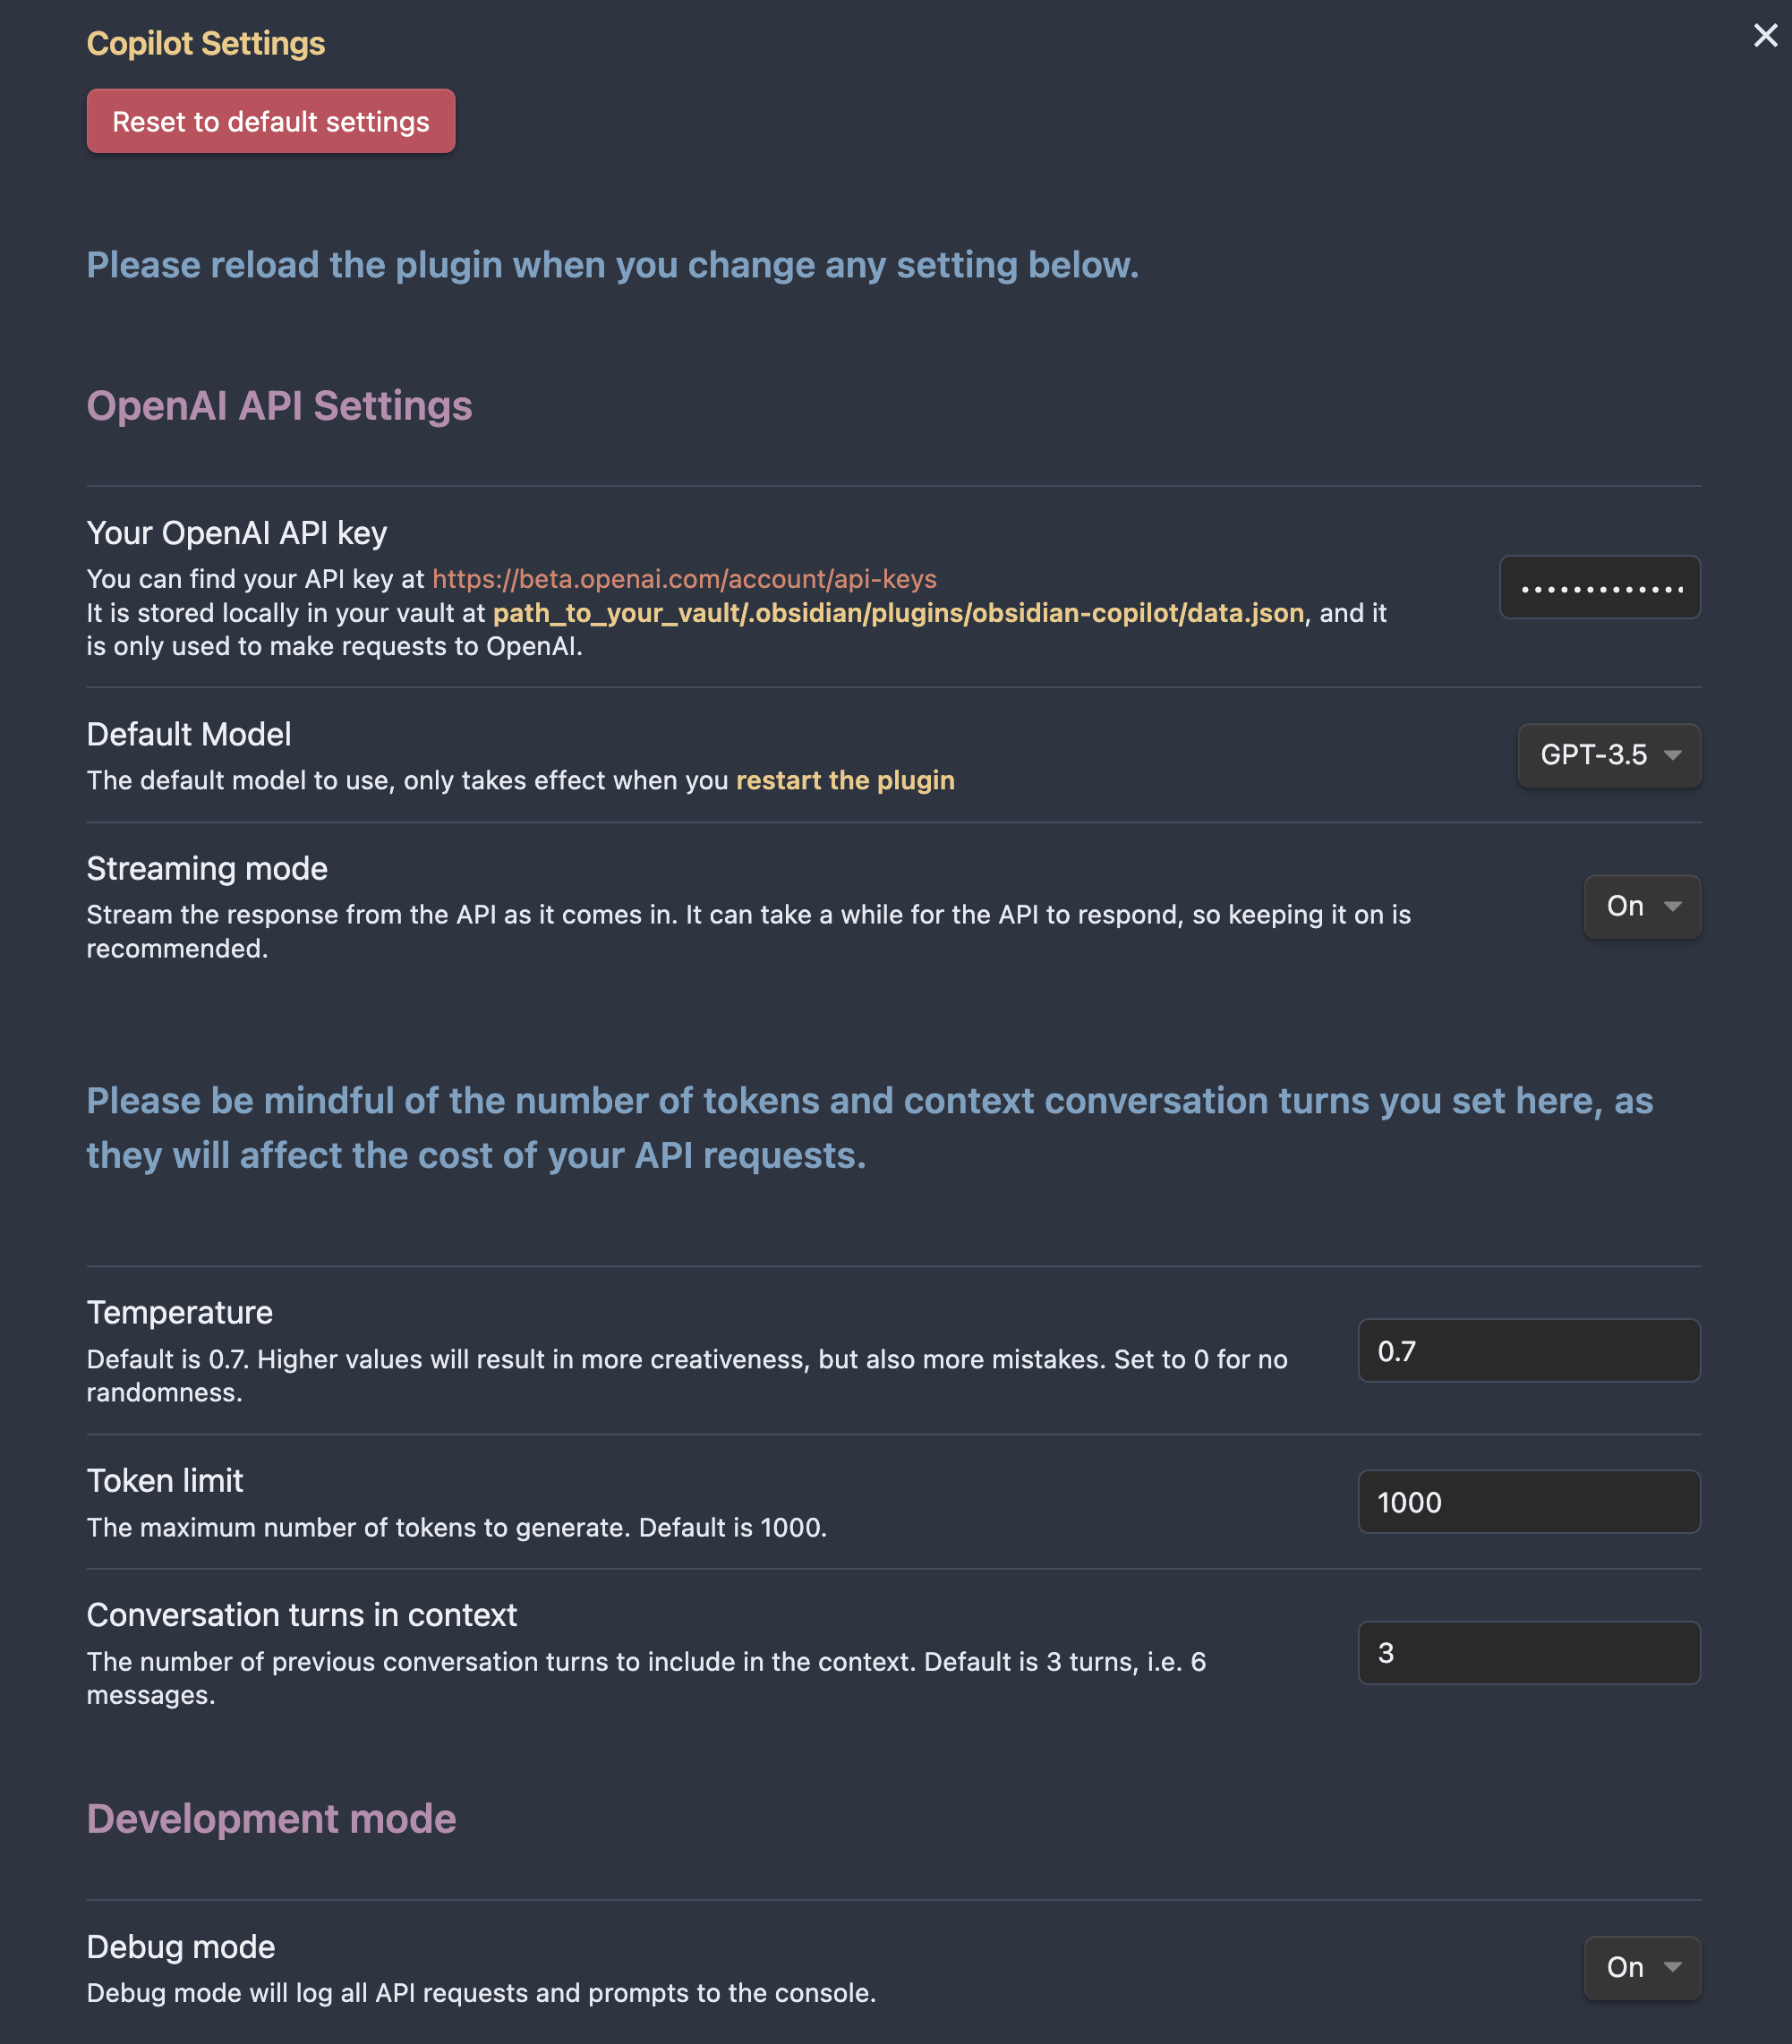 Copilot Settings
Reset to default settings
Please reload the plugin when you change any setting below.
OpenAI API Settings
Your OpenAI API key
You can find your API key at https://beta.openai.com/account/api-keys
It is stored locally in your vault at path_to_your_vault/.obsidian/plugins/obsidian-copilot/data.json, and it
is only used to make requests to OpenAI.
Default Model
The default model to use, only takes effect when you restart the plugin
GPT-3.5
Streaming mode
Stream the response from the API as it comes in. It can take a while for the API to respond, so keeping it on is
recommended.
On
Please be mindful of the number of tokens and context conversation turns you set here, as
they will affect the cost of your API requests.
Temperature
Default is 0.7. Higher values will result in more creativeness, but also more mistakes. Set to 0 for no
randomness.
0.7
Token limit
The maximum number of tokens to generate. Default is 1000.
1000
Conversation turns in context
The number of previous conversation turns to include in the context. Default is 3 turns, i.e. 6
messages.
3
Development mode
Debug mode
Debug mode will log all API requests and prompts to the console.
On